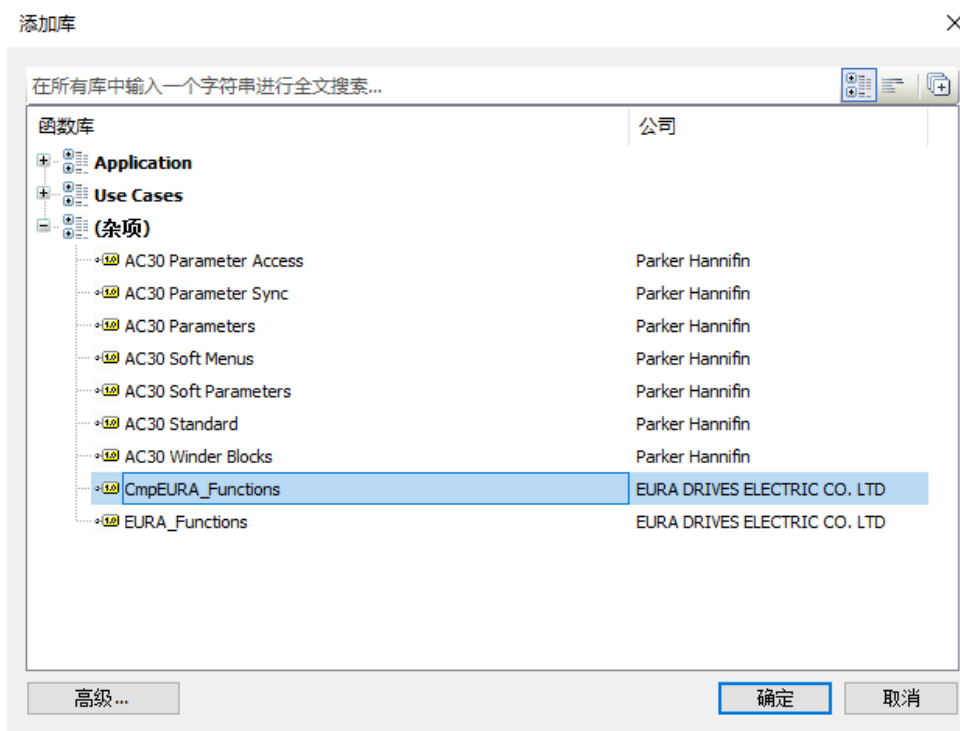 添加库
在所有库中输入一个字符串进行全文搜索...
函数库 公司
Application
Use Cases
(杂项)
AC30 Parameter Access Parker Hannifin
AC30 Parameter Sync Parker Hannifin
AC30 Parameters Parker Hannifin
AC30 Soft Menus Parker Hannifin
AC30 Soft Parameters Parker Hannifin
AC30 Standard Parker Hannifin
AC30 Winder Blocks Parker Hannifin
CmpEURA_Functions EURA DRIVES ELECTRIC CO. LTD
EURA_Functions EURA DRIVES ELECTRIC CO. LTD
高级... 确定 取消